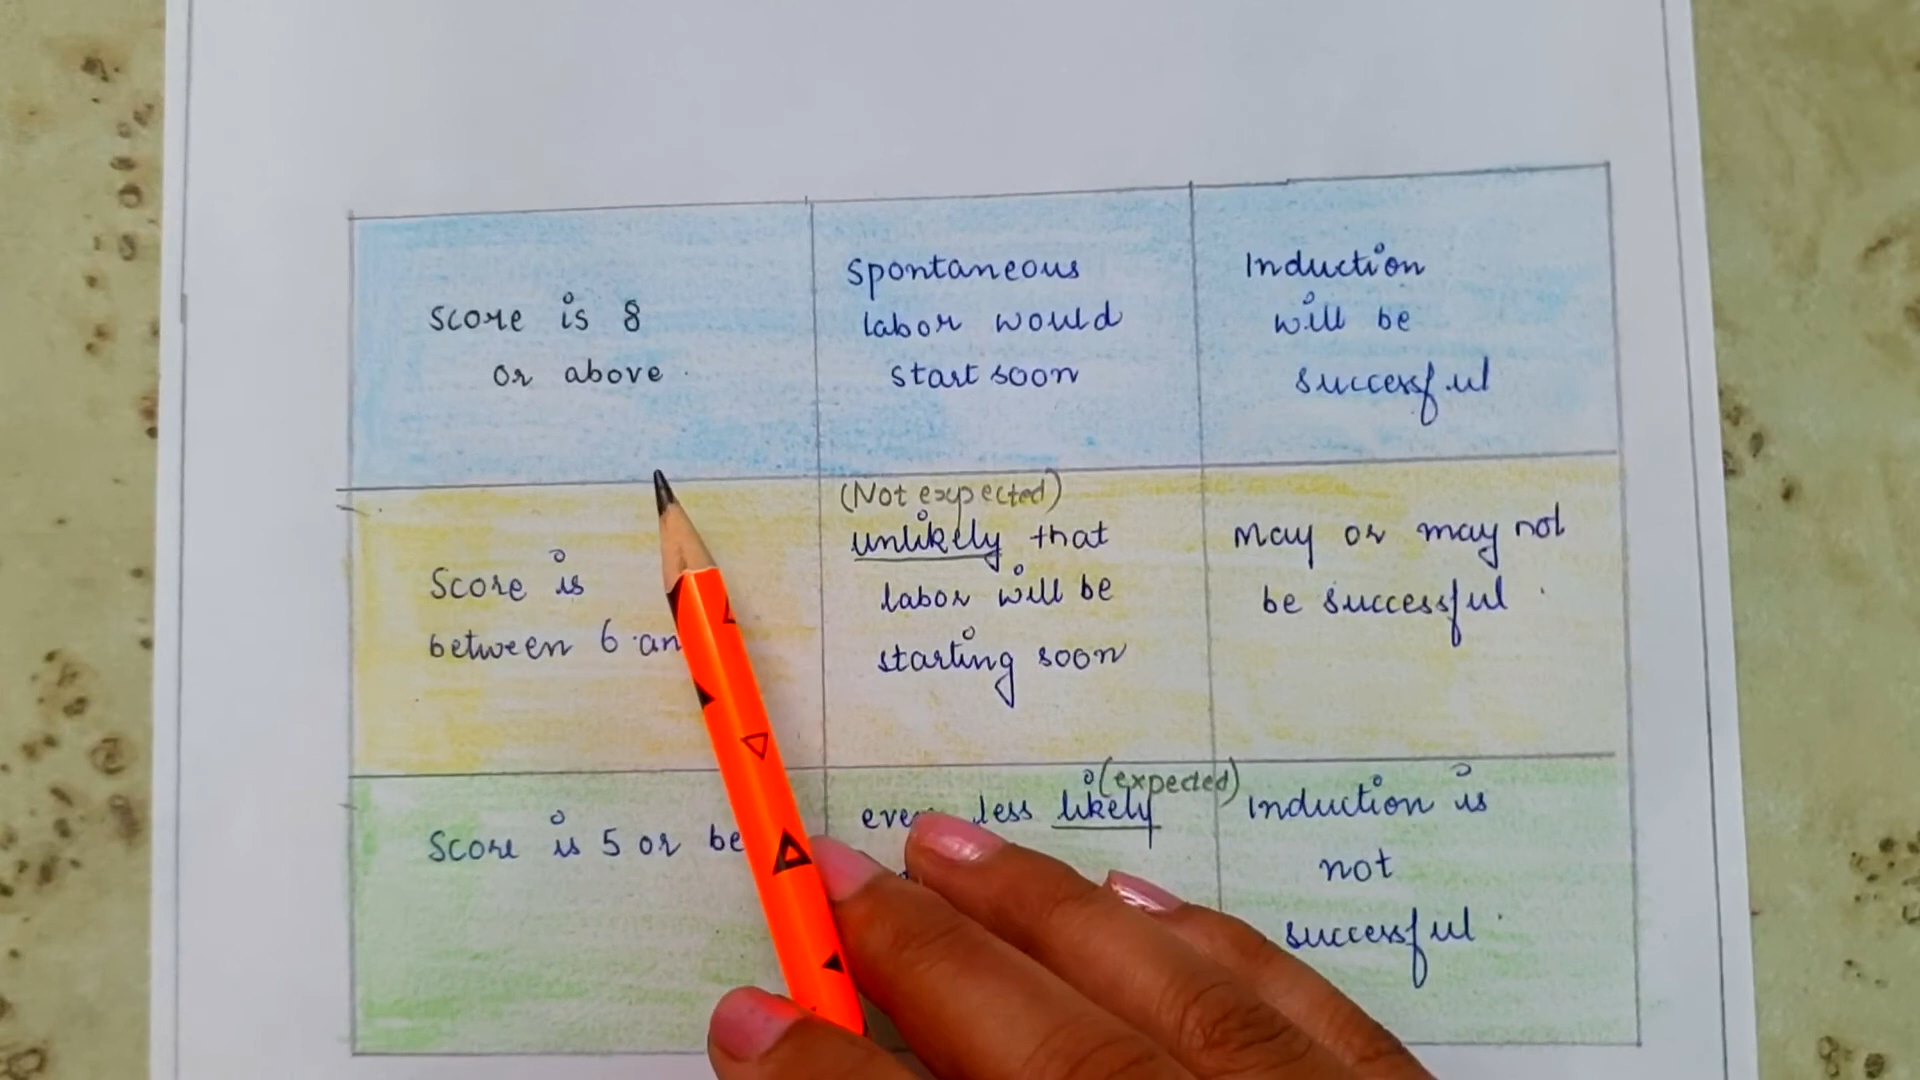 Score is 8
or above.
Spontaneous
labor would
start soon
Induction
will be
successful
Score is
between 6
(Not expected)
unlikely that
labor will be
starting soon
May or may not
be successful.
Score is 5 or
less likely
(expected)
Induction is
not
successful.